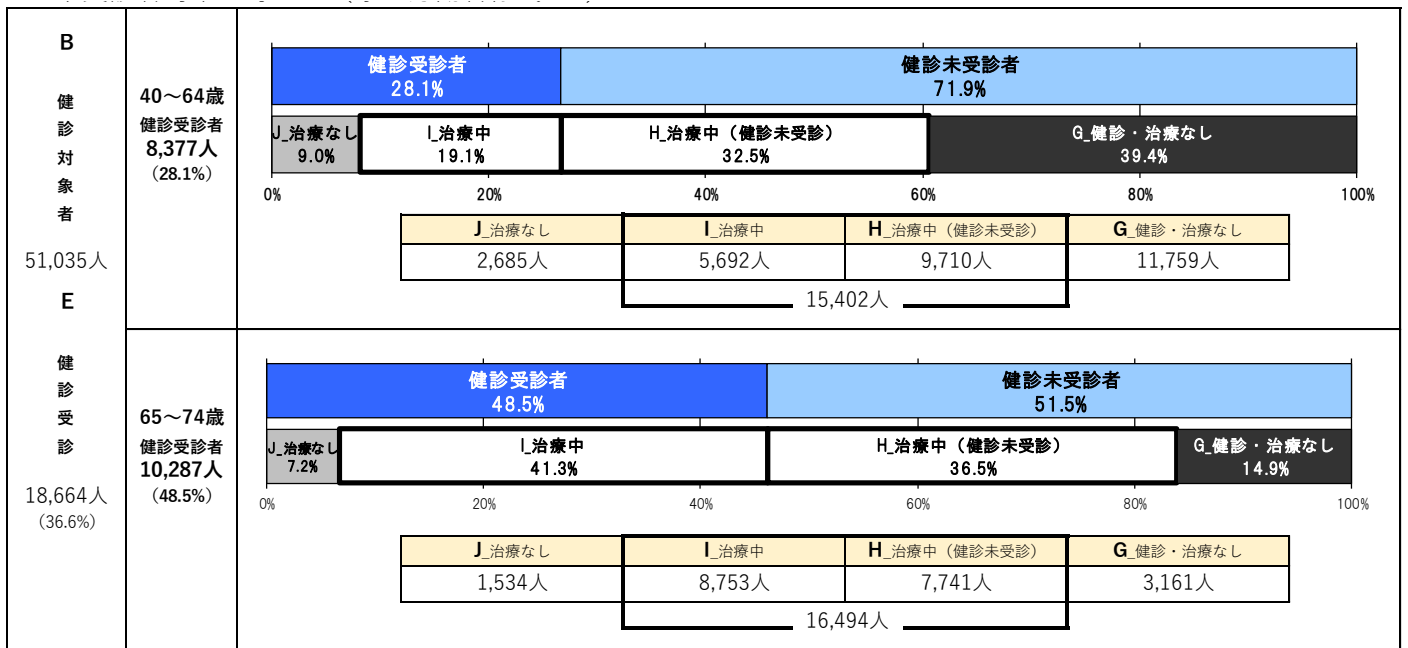 B
健
診
対
象
者
51,035人
E
健
診
受
診
18,664人
(36.6%)
40～64歳
健診受診者
8,377人
(28.1%)
健診受診者
28.1%
健診未受診者
71.9%
J_治療なし
9.0%
I_治療中
19.1%
H_治療中(健診未受診)
32.5%
G_健診・治療なし
39.4%
0% 20% 40% 60% 80% 100%
J_治療なし I_治療中 H_治療中(健診未受診) G_健診・治療なし
2,685人 5,692人 9,710人 11,759人
15,402人
65～74歳
健診受診者
10,287人
(48.5%)
健診受診者
48.5%
健診未受診者
51.5%
J_治療なし
7.2%
I_治療中
41.3%
H_治療中(健診未受診)
36.5%
G_健診・治療なし
14.9%
0% 20% 40% 60% 80% 100%
J_治療なし I_治療中 H_治療中(健診未受診) G_健診・治療なし
1,534人 8,753人 7,741人 3,161人
16,494人